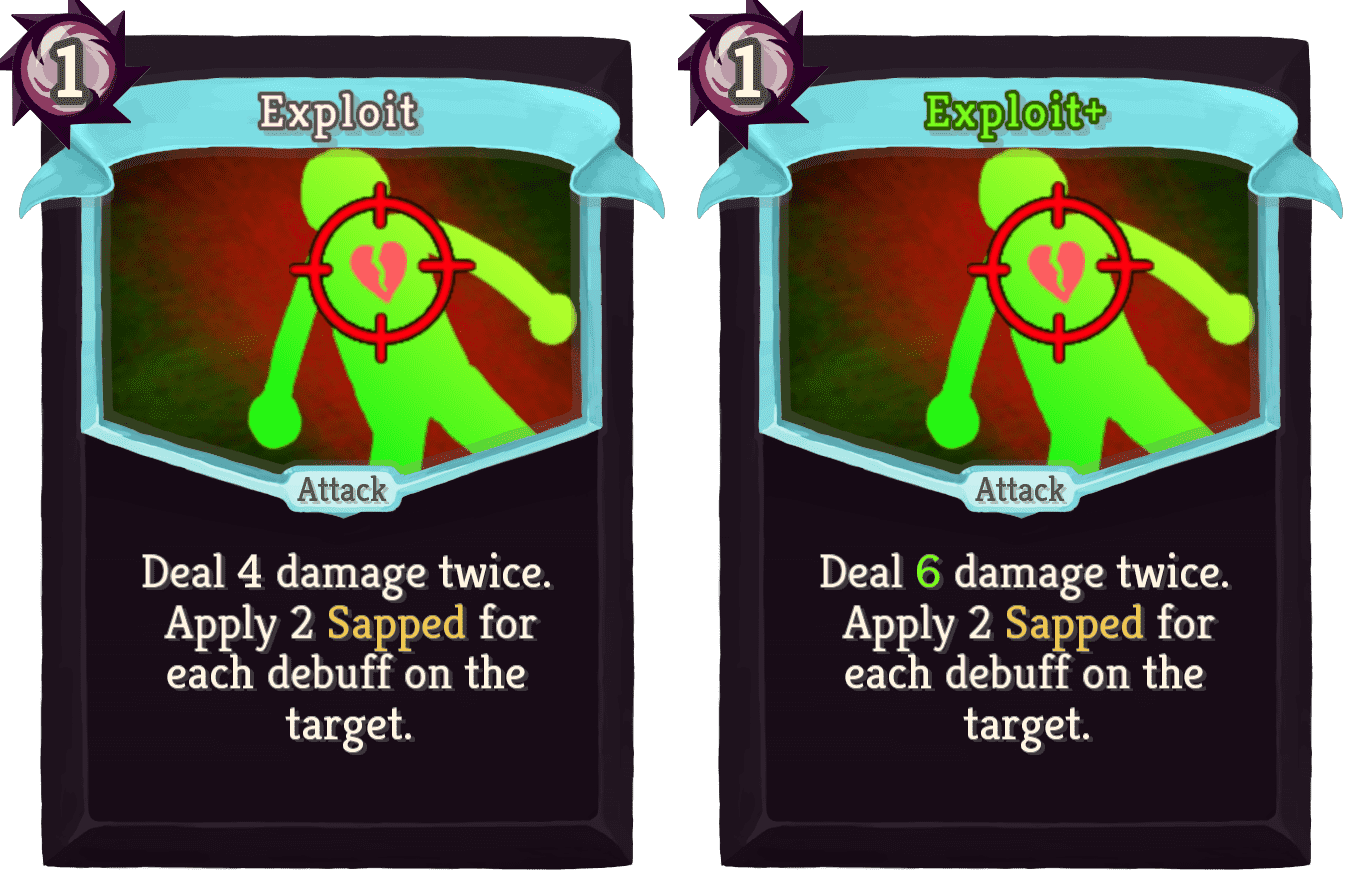 1
Exploit
Attack
Deal 4 damage twice.
Apply 2 Sapped for
each debuff on the
target.
1
Exploit+
Attack
Deal 6 damage twice.
Apply 2 Sapped for
each debuff on the
target.